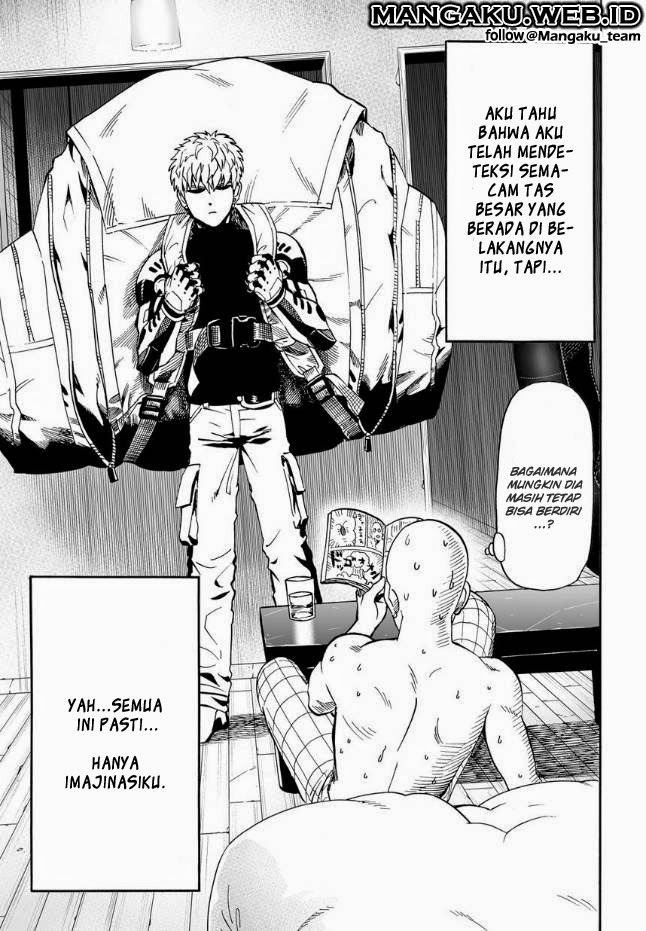 MANGAKU.WEB.ID
follow@Mangaku_team
AKU TAHU
BAHWA AKU
TELAH MENDE-
TEKSI SEMA-
CAM TAS
BESAR YANG
BERADA DI BE-
LAKANGNYA
ITU, TAPI...
BAGAIMANA
MUNGKIN DIA
MASIH TETAP
BISA BERDIRI
...?
YAH...SEMUA
INI PASTI...
HANYA
IMAJINASIKU.